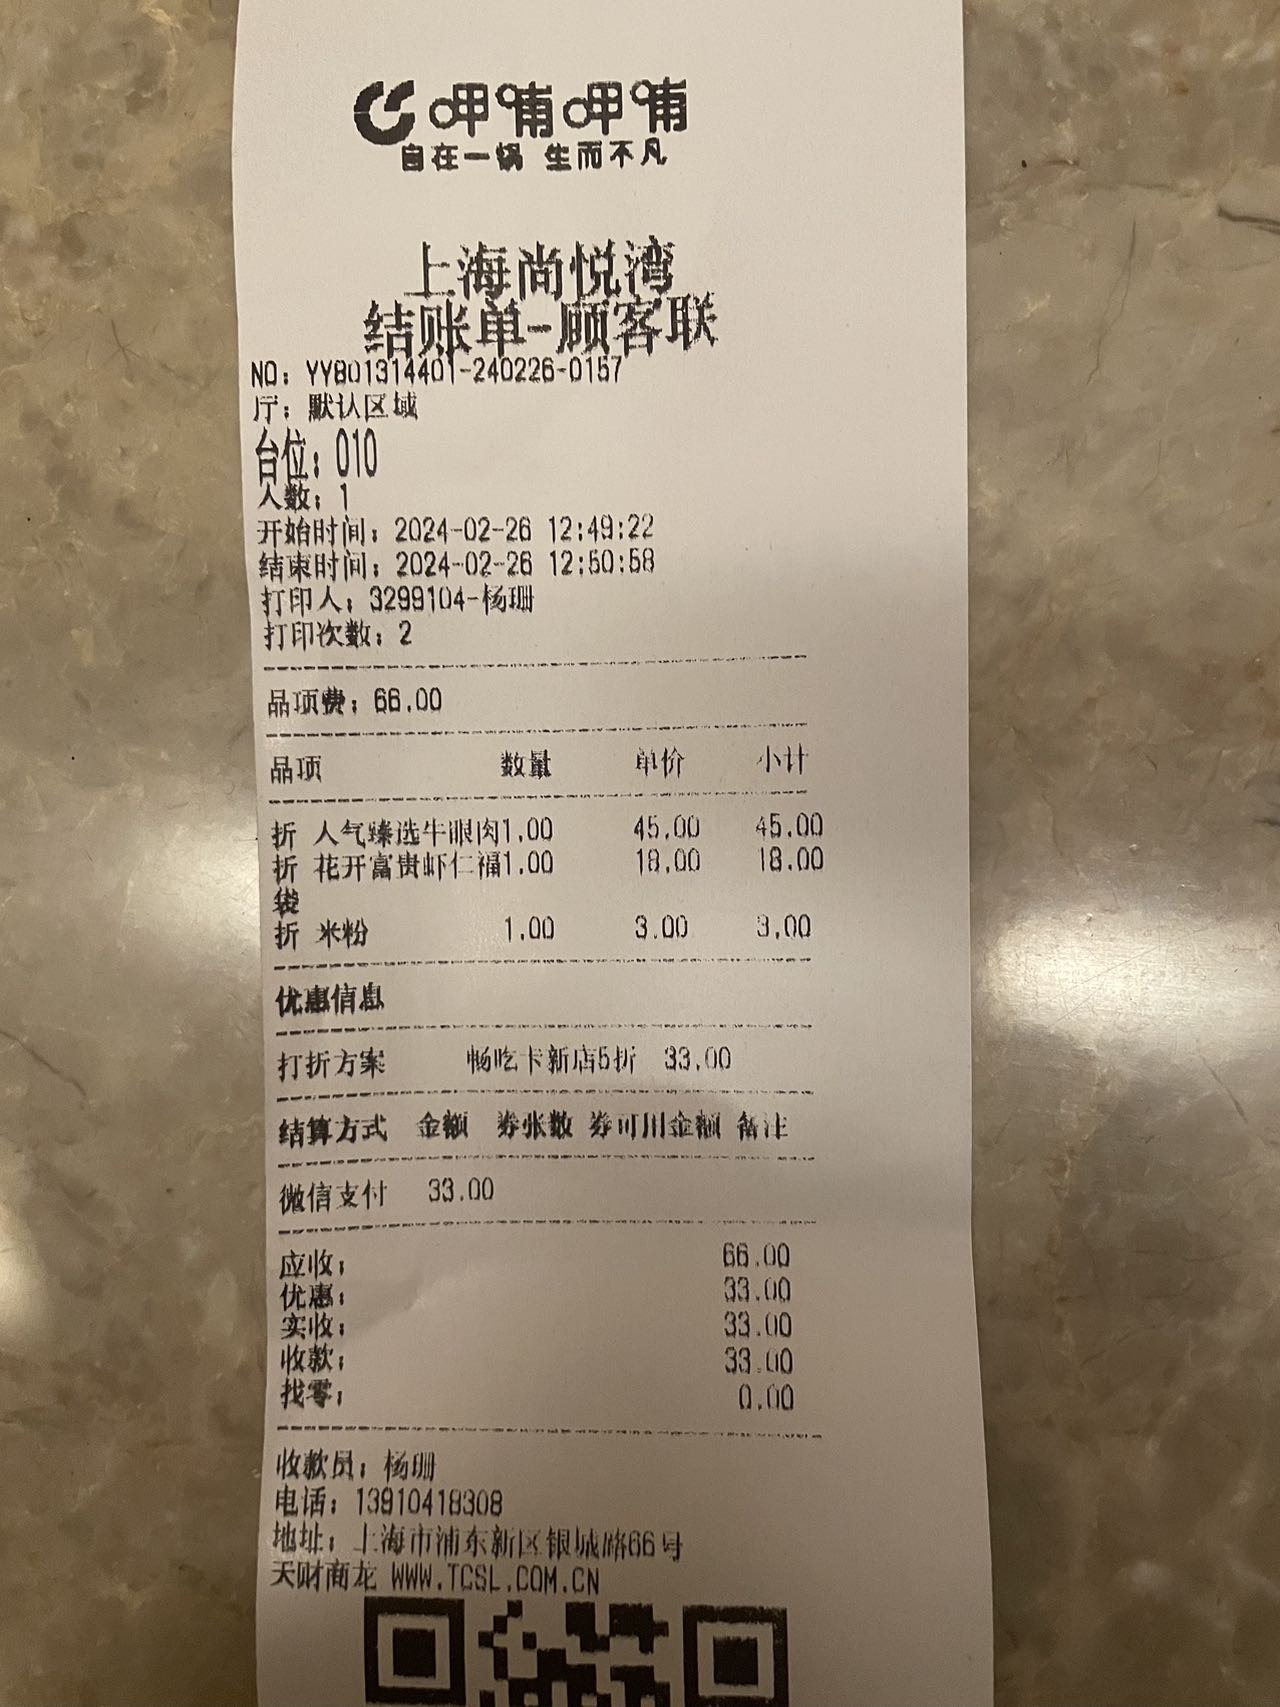 呷哺呷哺
自在一锅 生而不凡
上海尚悦湾
结账单-顾客联
NO: YY801314401-240226-0157
厅: 默认区域
台位: 010
人数: 1
开始时间: 2024-02-26 12:49:22
结束时间: 2024-02-26 12:50:58
打印人: 3299104-杨珊
打印次数: 2
品项费: 66.00
品项 数量 单价 小计
折 人气臻选牛眼肉1.00 45.00 45.00
折 花开富贵虾仁福1.00 18.00 18.00
袋
折 米粉 1.00 3.00 3.00
优惠信息
打折方案 畅吃卡新店5折 33.00
结算方式 金额 券张数 券可用金额 备注
微信支付 33.00
应收: 66.00
优惠: 33.00
实收: 33.00
收款: 33.00
找零: 0.00
收款员: 杨珊
电话: 13910418308
地址: 上海市浦东新区银城路66号
天财商龙 WWW.TCSL.COM.CN